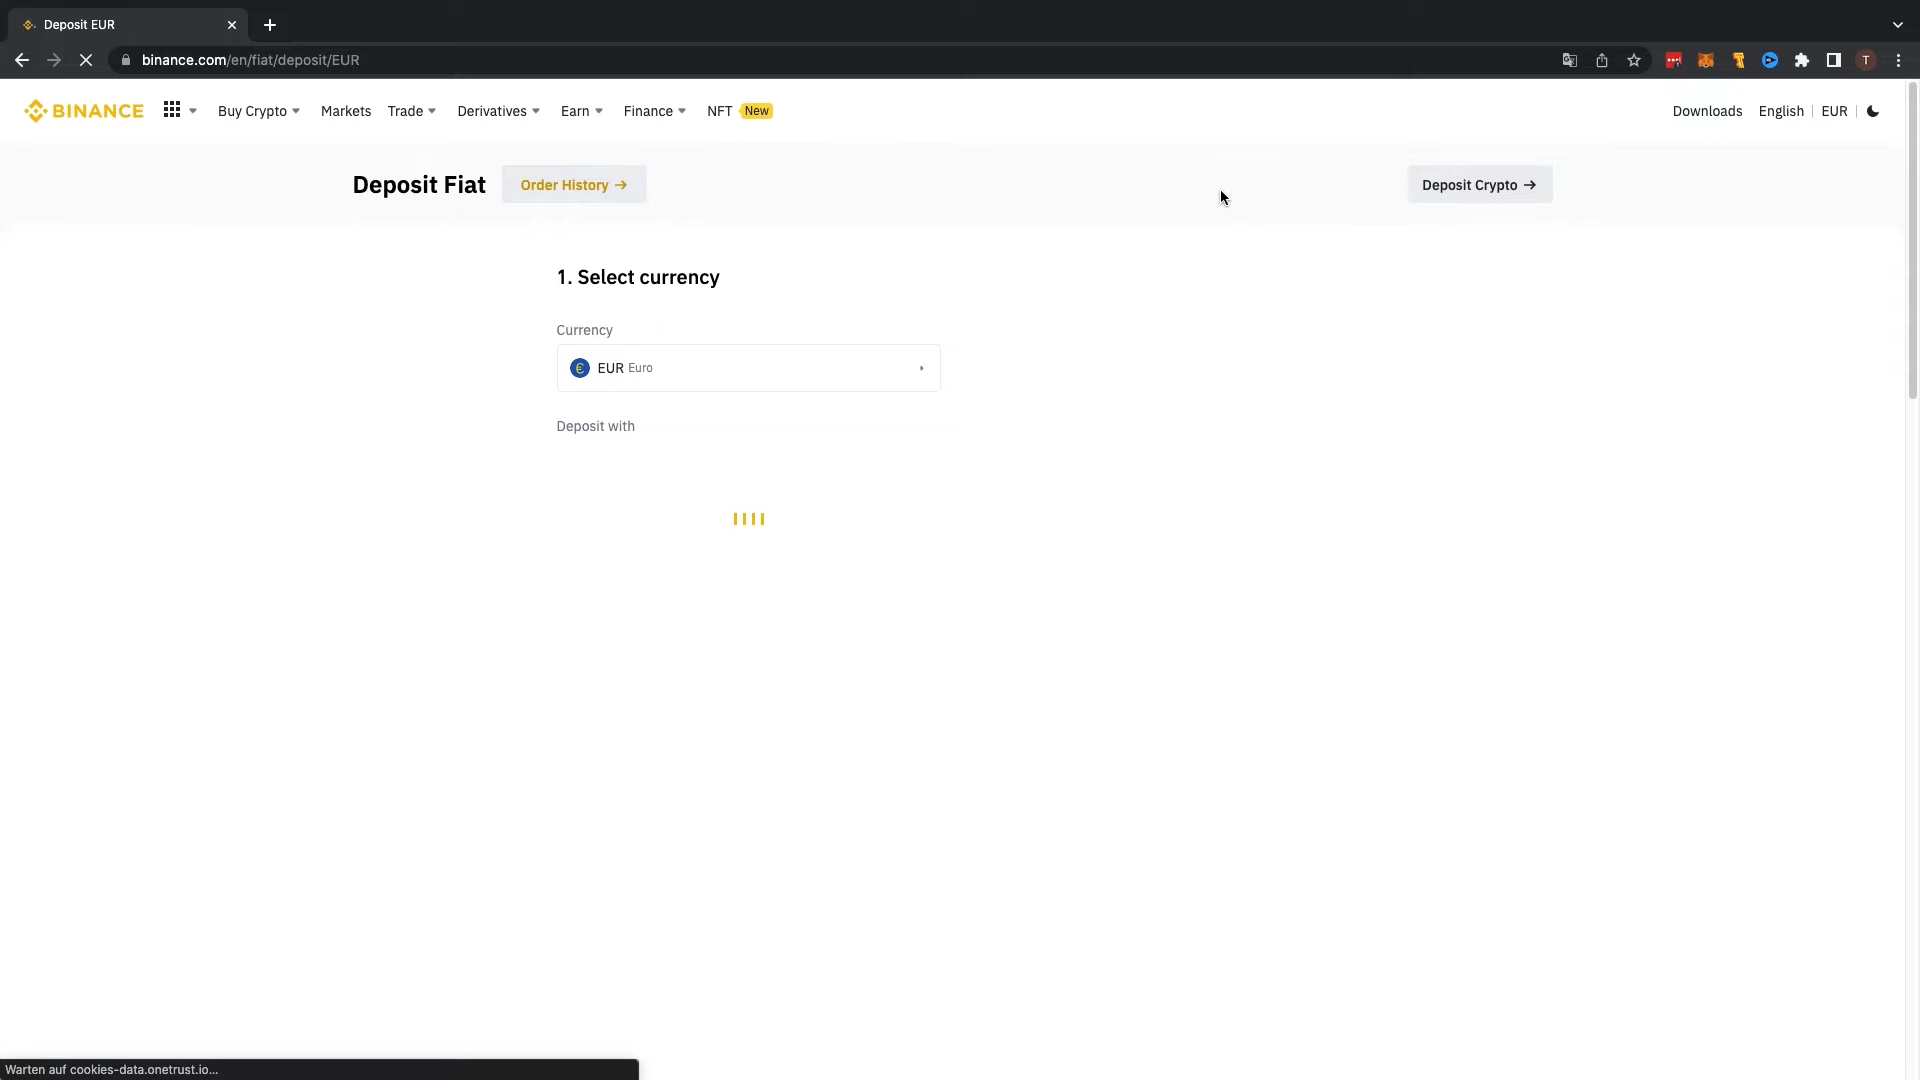 Deposit EUR
binance.com/en/fiat/deposit/EUR
T
BINANCE Buy Crypto Markets Trade Derivatives Earn Finance NFT New Downloads English EUR
Deposit Fiat Order History → Deposit Crypto →
1. Select currency
Currency
€ EUR Euro
Deposit with
Warten auf cookies-data.onetrust.io...